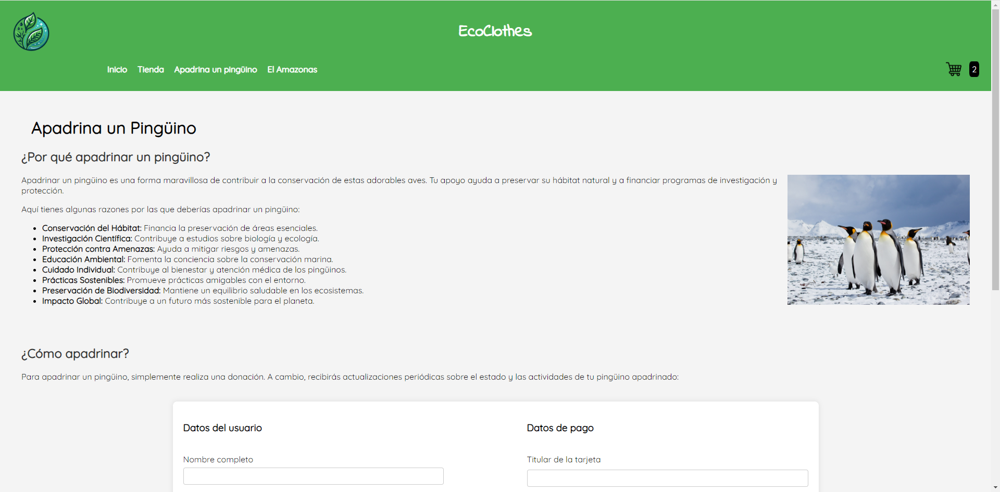 EcoClothes
Inicio Tienda Apadrina un pingüino El Amazonas
2
Apadrina un Pingüino
¿Por qué apadrinar un pingüino?
Apadrinar un pingüino es una forma maravillosa de contribuir a la conservación de estas adorables aves. Tu apoyo ayuda a preservar su hábitat natural y a financiar programas de investigación y
protección.
Aquí tienes algunas razones por las que deberías apadrinar un pingüino:
Conservación del Hábitat: Financia la preservación de áreas esenciales.
Investigación Científica: Contribuye a estudios sobre biología y ecología.
Protección contra Amenazas: Ayuda a mitigar riesgos y amenazas.
Educación Ambiental: Fomenta la conciencia sobre la conservación marina.
Cuidado Individual: Contribuye al bienestar y atención médica de los pingüinos.
Prácticas Sostenibles: Promueve prácticas amigables con el entorno.
Preservación de Biodiversidad: Mantiene un equilibrio saludable en los ecosistemas.
Impacto Global: Contribuye a un futuro más sostenible para el planeta.
¿Cómo apadrinar?
Para apadrinar un pingüino, simplemente realiza una donación. A cambio, recibirás actualizaciones periódicas sobre el estado y las actividades de tu pingüino apadrinado:
Datos del usuario
Nombre completo
Datos de pago
Titular de la tarjeta